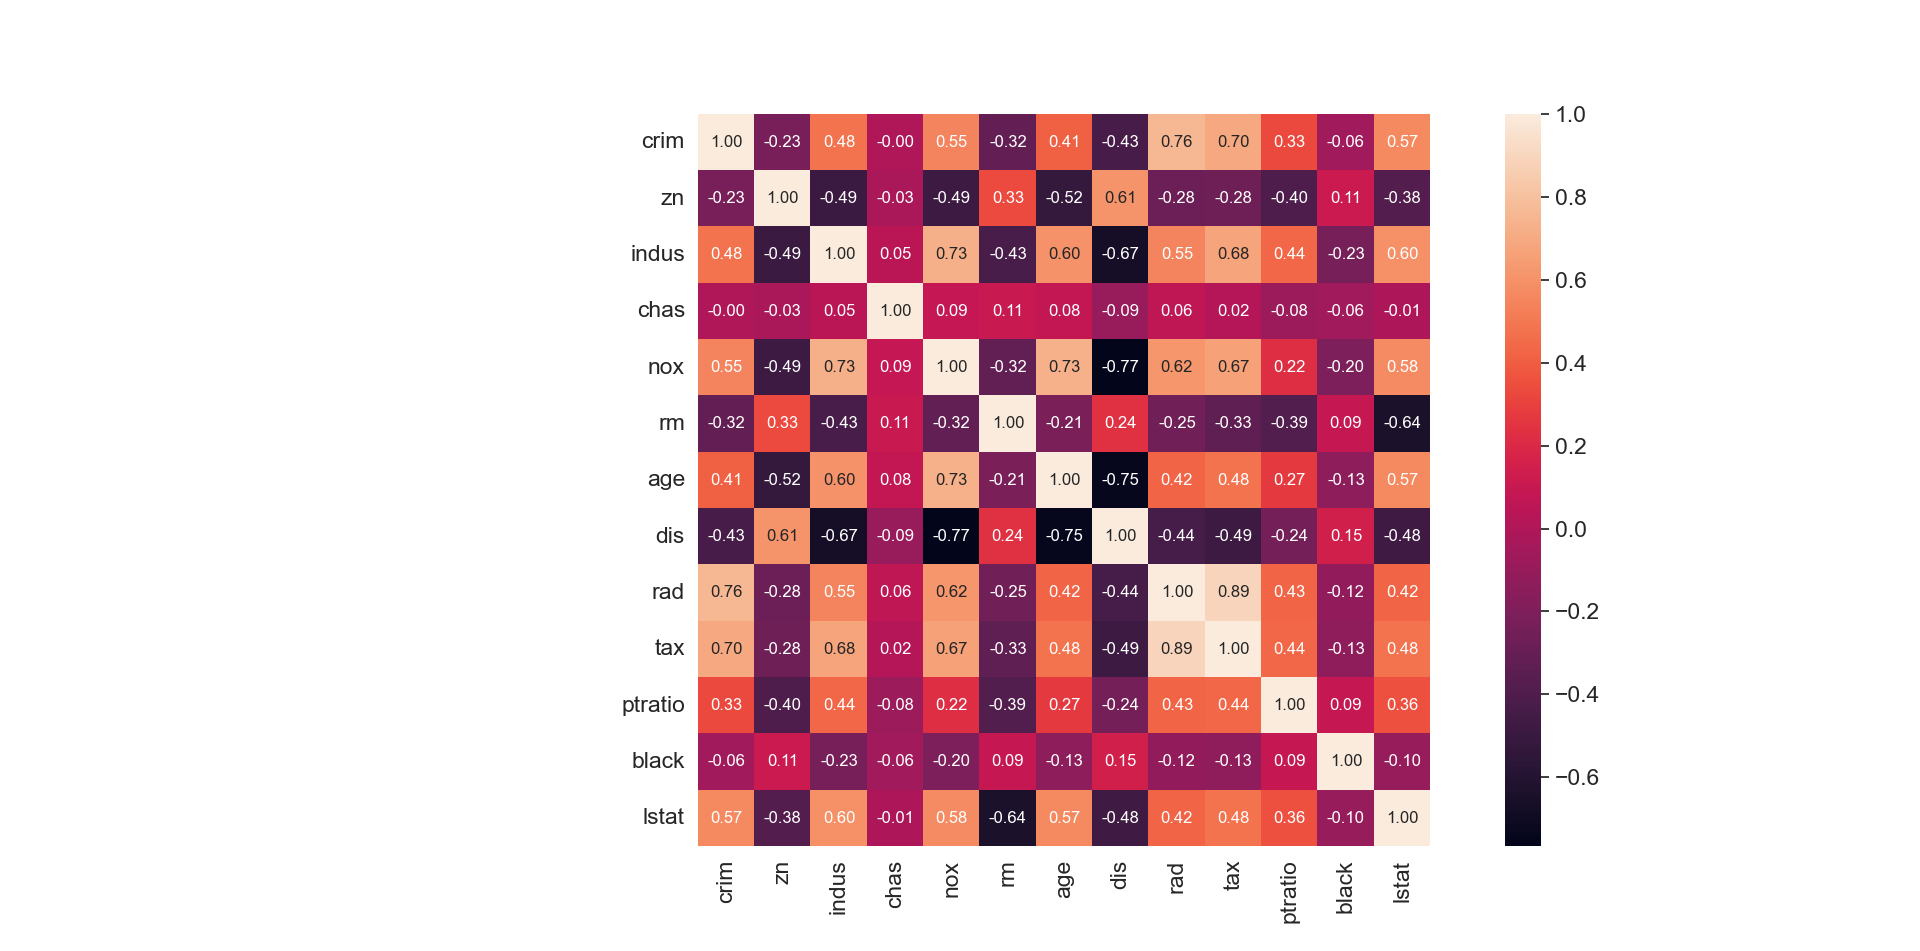 crim 1.00 -0.23 0.48 -0.00 0.55 -0.32 0.41 -0.43 0.76 0.70 0.33 -0.06 0.57
zn -0.23 1.00 -0.49 -0.03 -0.49 0.33 -0.52 0.61 -0.28 -0.28 -0.40 0.11 -0.38
indus 0.48 -0.49 1.00 0.05 0.73 -0.43 0.60 -0.67 0.55 0.68 0.44 -0.23 0.60
chas -0.00 -0.03 0.05 1.00 0.09 0.11 0.08 -0.09 0.06 0.02 -0.08 -0.06 -0.01
nox 0.55 -0.49 0.73 0.09 1.00 -0.32 0.73 -0.77 0.62 0.67 0.22 -0.20 0.58
rm -0.32 0.33 -0.43 0.11 -0.32 1.00 -0.21 0.24 -0.25 -0.33 -0.39 0.09 -0.64
age 0.41 -0.52 0.60 0.08 0.73 -0.21 1.00 -0.75 0.42 0.48 0.27 -0.13 0.57
dis -0.43 0.61 -0.67 -0.09 -0.77 0.24 -0.75 1.00 -0.44 -0.49 -0.24 0.15 -0.48
rad 0.76 -0.28 0.55 0.06 0.62 -0.25 0.42 -0.44 1.00 0.89 0.43 -0.12 0.42
tax 0.70 -0.28 0.68 0.02 0.67 -0.33 0.48 -0.49 0.89 1.00 0.44 -0.13 0.48
ptratio 0.33 -0.40 0.44 -0.08 0.22 -0.39 0.27 -0.24 0.43 0.44 1.00 0.09 0.36
black -0.06 0.11 -0.23 -0.06 -0.20 0.09 -0.13 0.15 -0.12 -0.13 0.09 1.00 -0.10
lstat 0.57 -0.38 0.60 -0.01 0.58 -0.64 0.57 -0.48 0.42 0.48 0.36 -0.10 1.00
crim zn indus chas nox rm age dis rad tax ptratio black lstat
1.0
0.8
0.6
0.4
0.2
0.0
−0.2
−0.4
−0.6